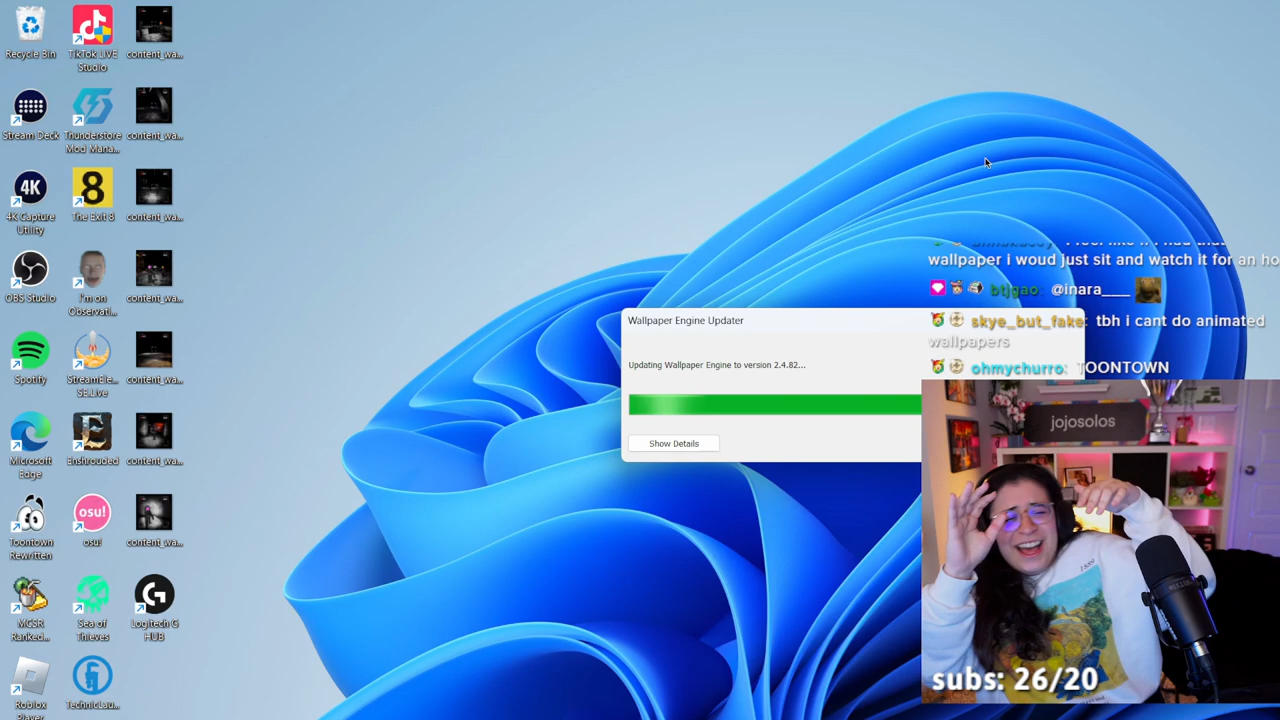 Recycle Bin
TikTok LIVE
Studio
content_wa...
Stream Deck
Thunderstore
Mod Mana...
content_wa...
4K
4K Capture
Utility
8
The Exit 8
content_wa...
OBS Studio
I'm on
Observati...
content_wa...
Spotify
StreamEle...
SE.Live
content_wa...
Microsoft
Edge
Enshrouded
content_wa...
Toontown
Rewritten
osu!
osu!
content_wa...
MCSR
Ranked...
Sea of
Thieves
Logitech G
HUB
Roblox
Player
TechnicLau...
Wallpaper Engine Updater
Updating Wallpaper Engine to version 2.4.82...
Show Details
wallpaper i woud just sit and watch it for an ho
btjgao: @inara___
skye_but_fake: tbh i cant do animated
wallpapers
ohmychurro: TOONTOWN
jojosolos
subs: 26/20